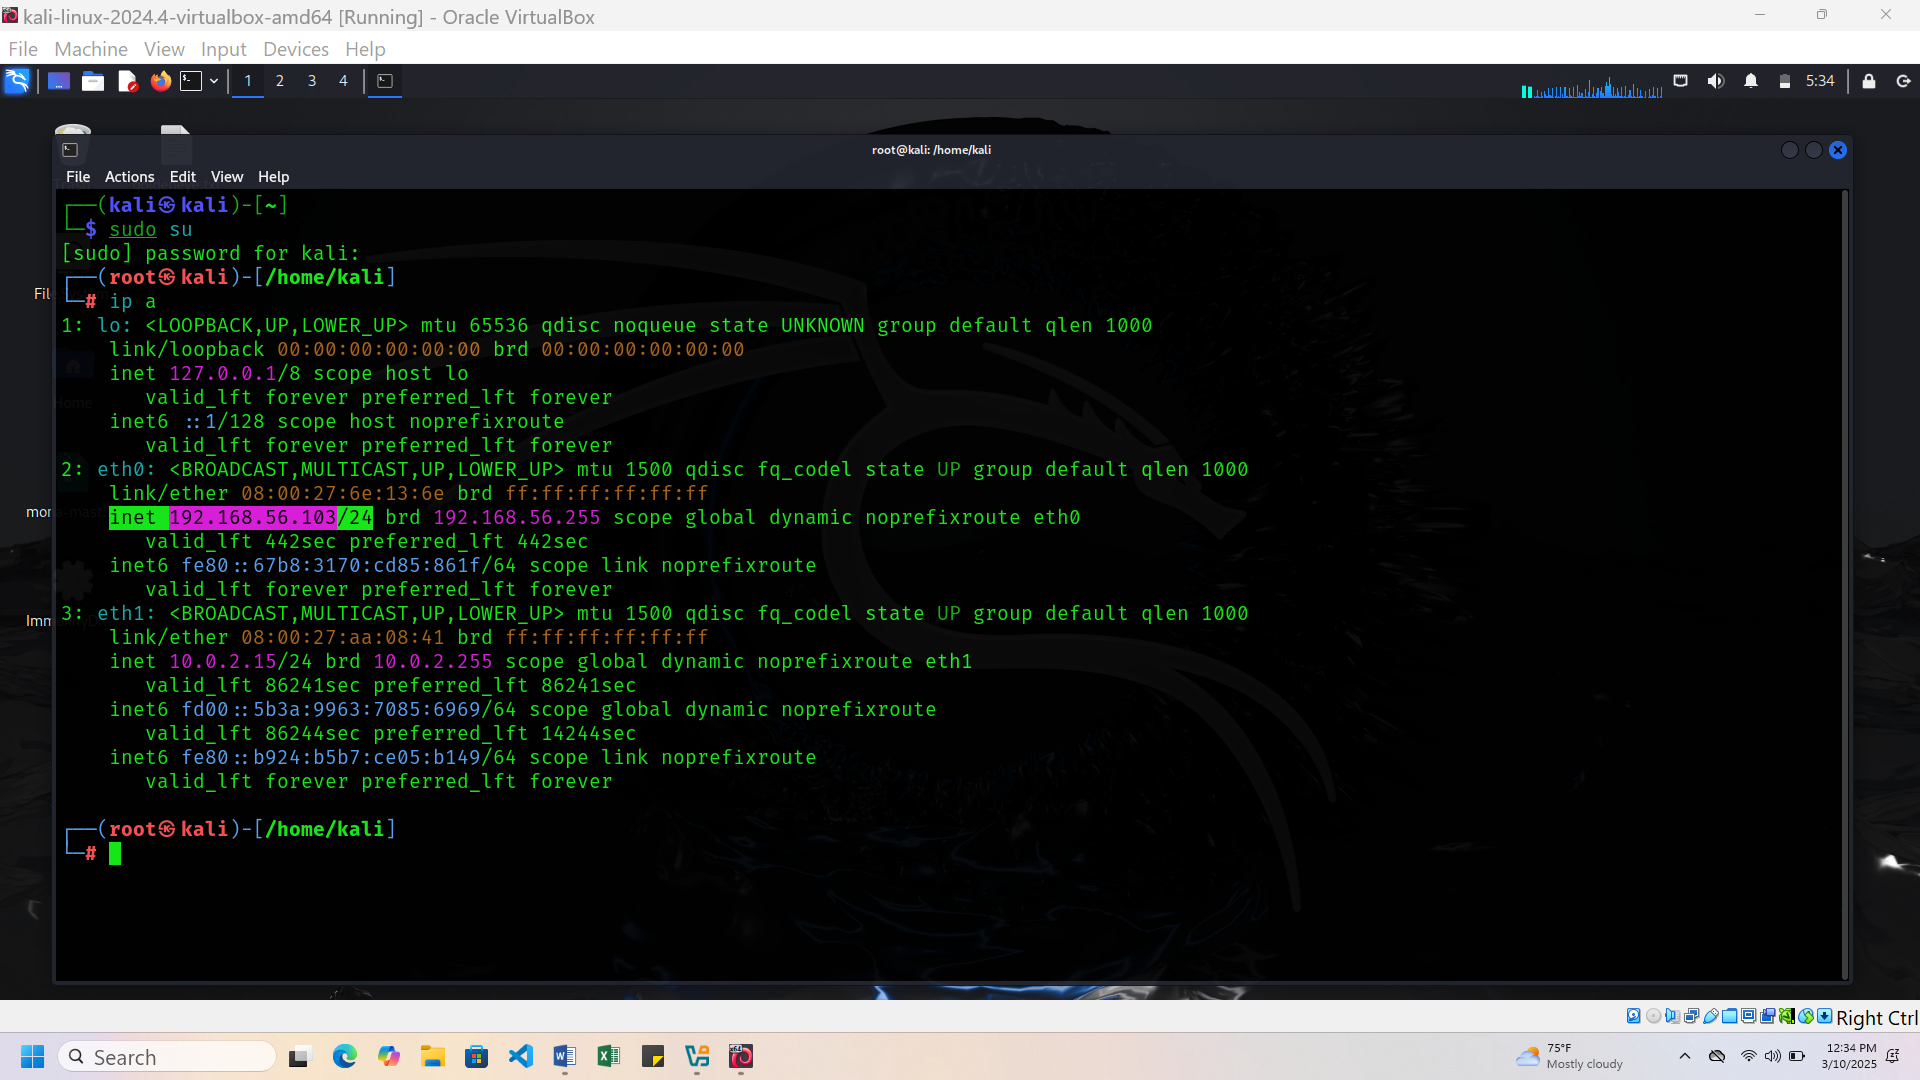 kali-linux-2024.4-virtualbox-amd64 [Running] - Oracle VirtualBox
File Machine View Input Devices Help
1 2 3 4
5:34
root@kali: /home/kali
File Actions Edit View Help
┌──(kali㉿kali)-[~]
└─$ sudo su
[sudo] password for kali:
┌──(root㉿kali)-[/home/kali]
└─# ip a
1: lo: <LOOPBACK,UP,LOWER_UP> mtu 65536 qdisc noqueue state UNKNOWN group default qlen 1000
link/loopback 00:00:00:00:00:00 brd 00:00:00:00:00:00
inet 127.0.0.1/8 scope host lo
valid_lft forever preferred_lft forever
inet6 ::1/128 scope host noprefixroute
valid_lft forever preferred_lft forever
2: eth0: <BROADCAST,MULTICAST,UP,LOWER_UP> mtu 1500 qdisc fq_codel state UP group default qlen 1000
link/ether 08:00:27:6e:13:6e brd ff:ff:ff:ff:ff:ff
inet 192.168.56.103/24 brd 192.168.56.255 scope global dynamic noprefixroute eth0
valid_lft 442sec preferred_lft 442sec
inet6 fe80::67b8:3170:cd85:861f/64 scope link noprefixroute
valid_lft forever preferred_lft forever
3: eth1: <BROADCAST,MULTICAST,UP,LOWER_UP> mtu 1500 qdisc fq_codel state UP group default qlen 1000
link/ether 08:00:27:aa:08:41 brd ff:ff:ff:ff:ff:ff
inet 10.0.2.15/24 brd 10.0.2.255 scope global dynamic noprefixroute eth1
valid_lft 86241sec preferred_lft 86241sec
inet6 fd00::5b3a:9963:7085:6969/64 scope global dynamic noprefixroute
valid_lft 86244sec preferred_lft 14244sec
inet6 fe80::b924:b5b7:ce05:b149/64 scope link noprefixroute
valid_lft forever preferred_lft forever
┌──(root㉿kali)-[/home/kali]
└─#
Home
Right Ctrl
Search
75°F
Mostly cloudy
12:34 PM
3/10/2025